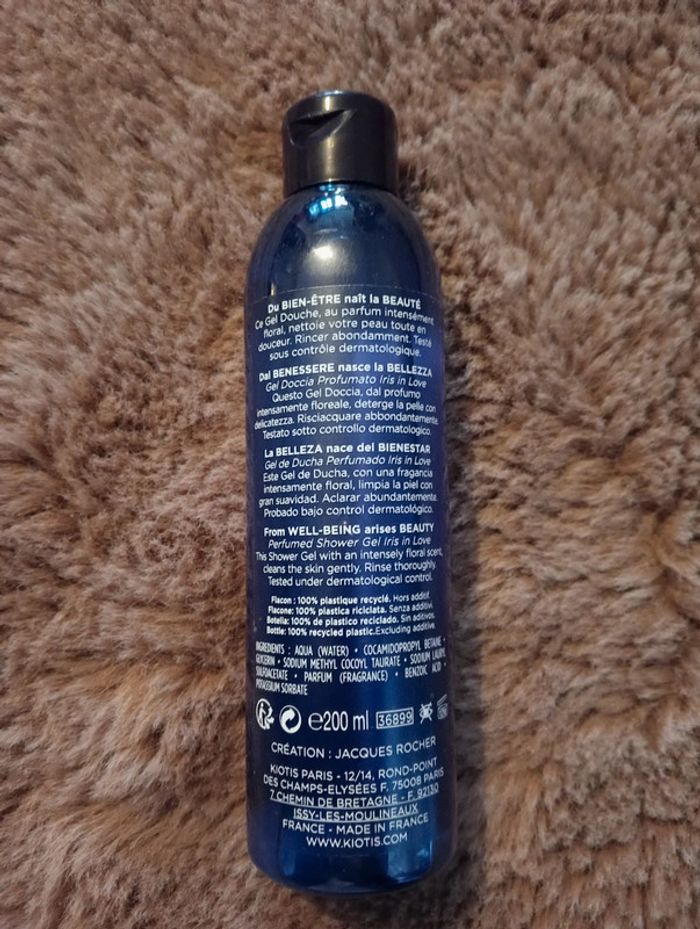 Du BIEN-ÊTRE naît la BEAUTÉ
Ce Gel Douche, au parfum intensément
floral, nettoie votre peau toute en
douceur. Rincer abondamment. Testé
sous contrôle dermatologique.
Dal BENESSERE nasce la BELLEZZA
Gel Doccia Profumato Iris in Love
Questo Gel Doccia, dal profumo
intensamente floreale, deterge la pelle con
delicatezza. Risciacquare abbondantemente.
Testato sotto controllo dermatologico.
La BELLEZA nace del BIENESTAR
Gel de Ducha Perfumado Iris in Love
Este Gel de Ducha, con una fragancia
intensamente floral, limpia la piel con
gran suavidad. Aclarar abundantemente.
Probado bajo control dermatológico.
From WELL-BEING arises BEAUTY
Perfumed Shower Gel Iris in Love
This Shower Gel with an intensely floral scent,
cleans the skin gently. Rinse thoroughly.
Tested under dermatological control.
Flacon : 100% plastique recyclé. Hors additif.
Flacone: 100% plastica riciclata. Senza additivi.
Botella: 100% de plastico reciclado. Sin aditivos.
Bottle: 100% recycled plastic.Excluding additive.
INGREDIENTS : AQUA (WATER) • COCAMIDOPROPYL BETAINE •
GLYCERIN • SODIUM METHYL COCOYL TAURATE • SODIUM LAURYL
SULFOACETATE • PARFUM (FRAGRANCE) • BENZOIC ACID •
POTASSIUM SORBATE
℮200 ml 36899
CRÉATION : JACQUES ROCHER
KIOTIS PARIS - 12/14, ROND-POINT
DES CHAMPS-ELYSÉES F. 75008 PARIS
7 CHEMIN DE BRETAGNE - F. 92130
ISSY-LES-MOULINEAUX
FRANCE - MADE IN FRANCE
WWW.KIOTIS.COM